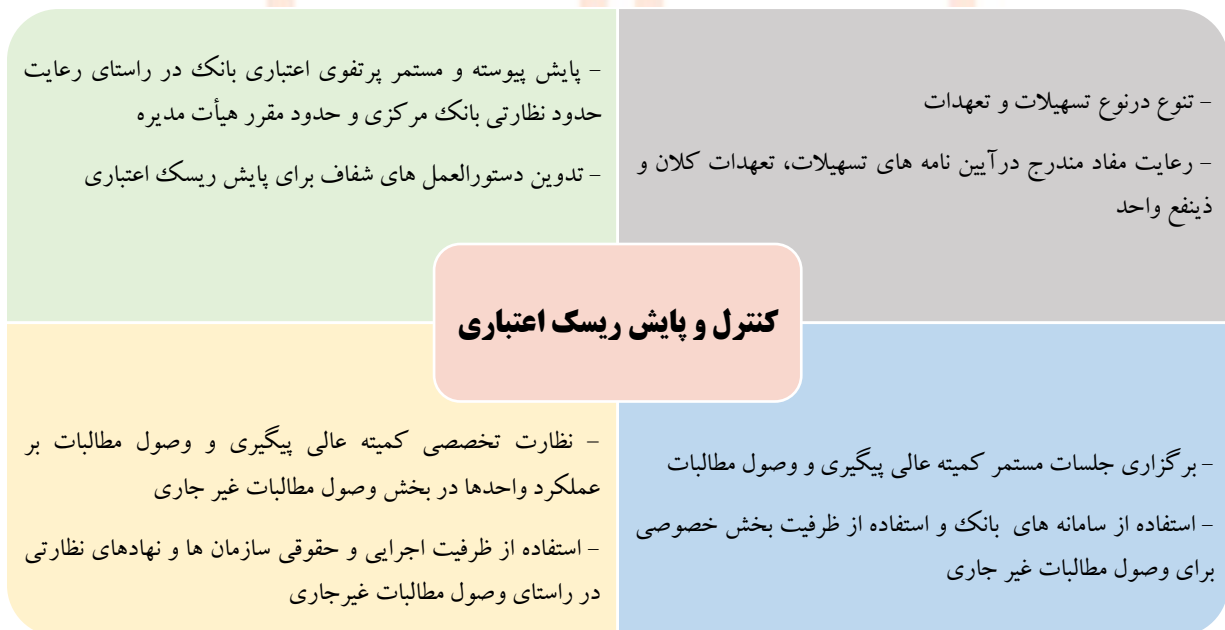 - تنوع درنوع تسهیلات و تعهدات
- رعایت مفاد مندرج درآیین نامه های تسهیلات، تعهدات کلان و
ذینفع واحد
- پایش پیوسته و مستمر پرتفوی اعتباری بانک در راستای رعایت
حدود نظارتی بانک مرکزی و حدود مقرر هیأت مدیره
- تدوین دستورالعمل های شفاف برای پایش ریسک اعتباری
کنترل و پایش ریسک اعتباری
- برگزاری جلسات مستمر کمیته عالی پیگیری و وصول مطالبات
- استفاده از سامانه های بانک و استفاده از ظرفیت بخش خصوصی
برای وصول مطالبات غیر جاری
- نظارت تخصصی کمیته عالی پیگیری و وصول مطالبات بر
عملکرد واحدها در بخش وصول مطالبات غیر جاری
- استفاده از ظرفیت اجرایی و حقوقی سازمان ها و نهادهای نظارتی
در راستای وصول مطالبات غیرجاری